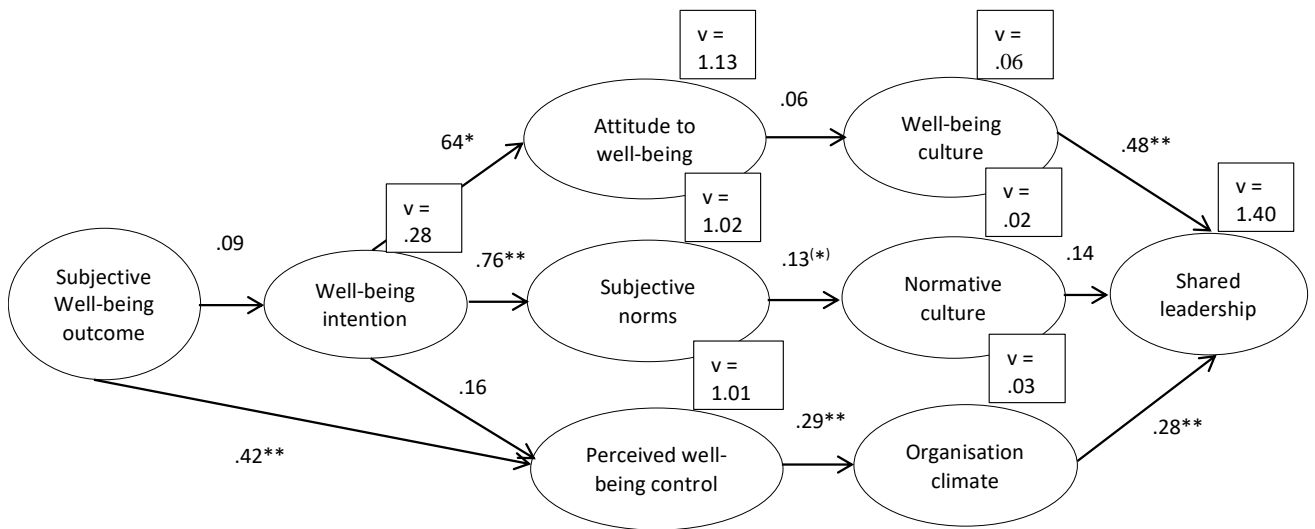 v =
1.13
v =
.06
.06
Attitude to
well-being
Well-being
culture
64*
.48**
v =
.28
v =
1.02
v =
.02
v =
1.40
.09
.76**
.13(*)
.14
Subjective
Well-being
outcome
Well-being
intention
Subjective
norms
Normative
culture
Shared
leadership
v =
1.01
v =
.03
.16
.42**
.29**
.28**
Perceived well-
being control
Organisation
climate